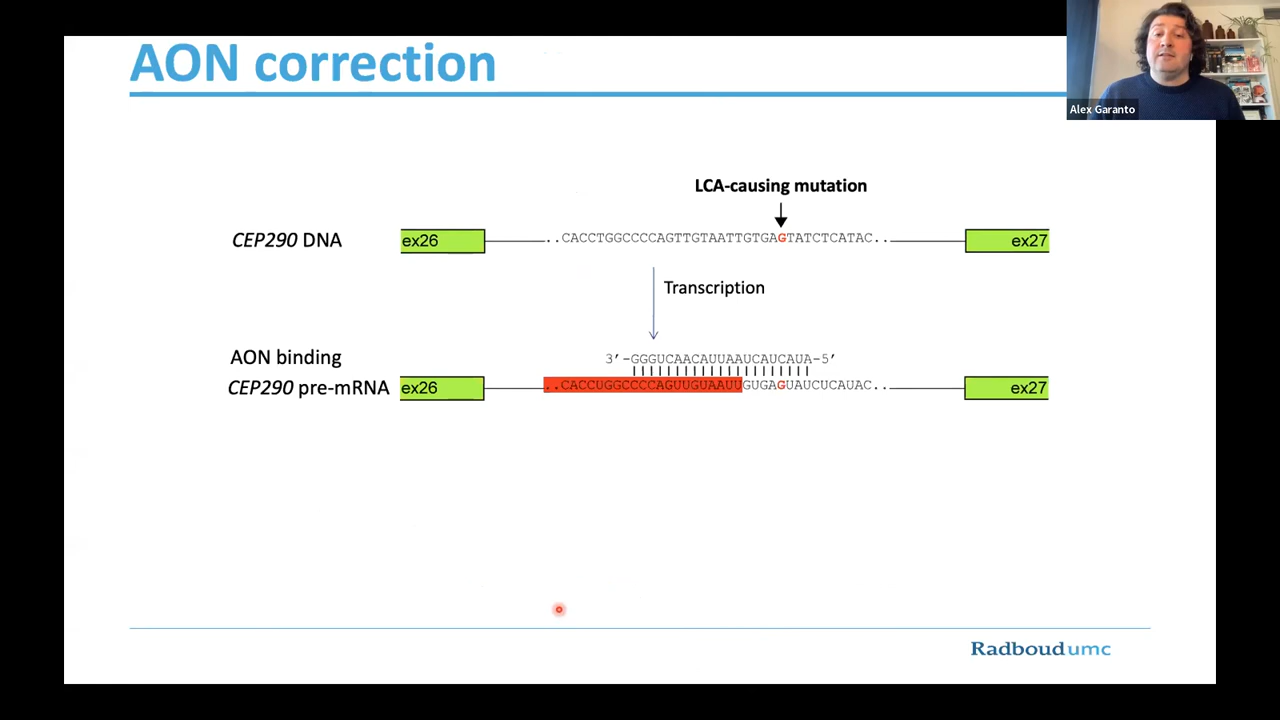 AON correction
Alex Garanto
LCA-causing mutation
CEP290 DNA
ex26
..CACCTGGCCCCAGTTGTAATTGTGAGTATCTCATAC..
ex27
Transcription
AON binding
3’-GGGUCAACAUUAAUCAUCAUA-5’
CEP290 pre-mRNA
ex26
..CACCUGGCCCCAGUUGUAAUUGUGAGUAUCUCAUAC..
ex27
Radboudumc